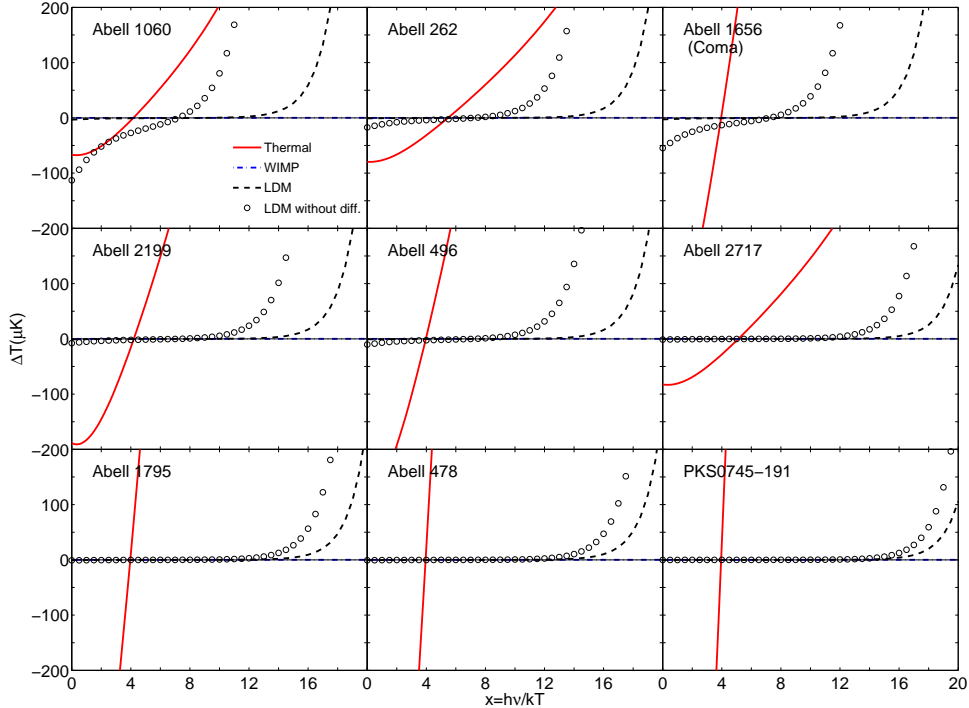 200
100
0
−100
−200
100
0
−100
−200
100
0
−100
−200
Abell 1060
Abell 262
Abell 1656
(Coma)
Thermal
WIMP
LDM
LDM without diff.
Abell 2199
Abell 496
Abell 2717
Abell 1795
Abell 478
PKS0745−191
ΔT(μK)
0 4 8 12 16 0 4 8 12 16 0 4 8 12 16 20
x=hν/kT